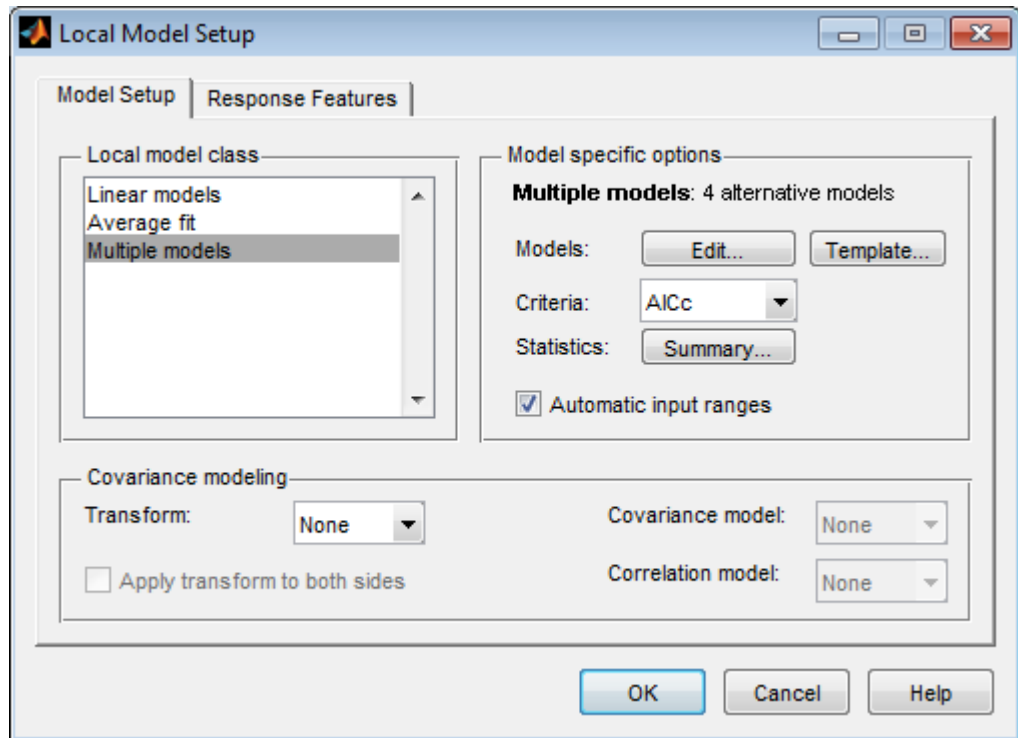 Local Model Setup
Model Setup
Response Features
Local model class
Linear models
Average fit
Multiple models
Model specific options
Multiple models: 4 alternative models
Models: Edit... Template...
Criteria: AICc
Statistics: Summary...
Automatic input ranges
Covariance modeling
Transform: None
Apply transform to both sides
Covariance model: None
Correlation model: None
OK Cancel Help